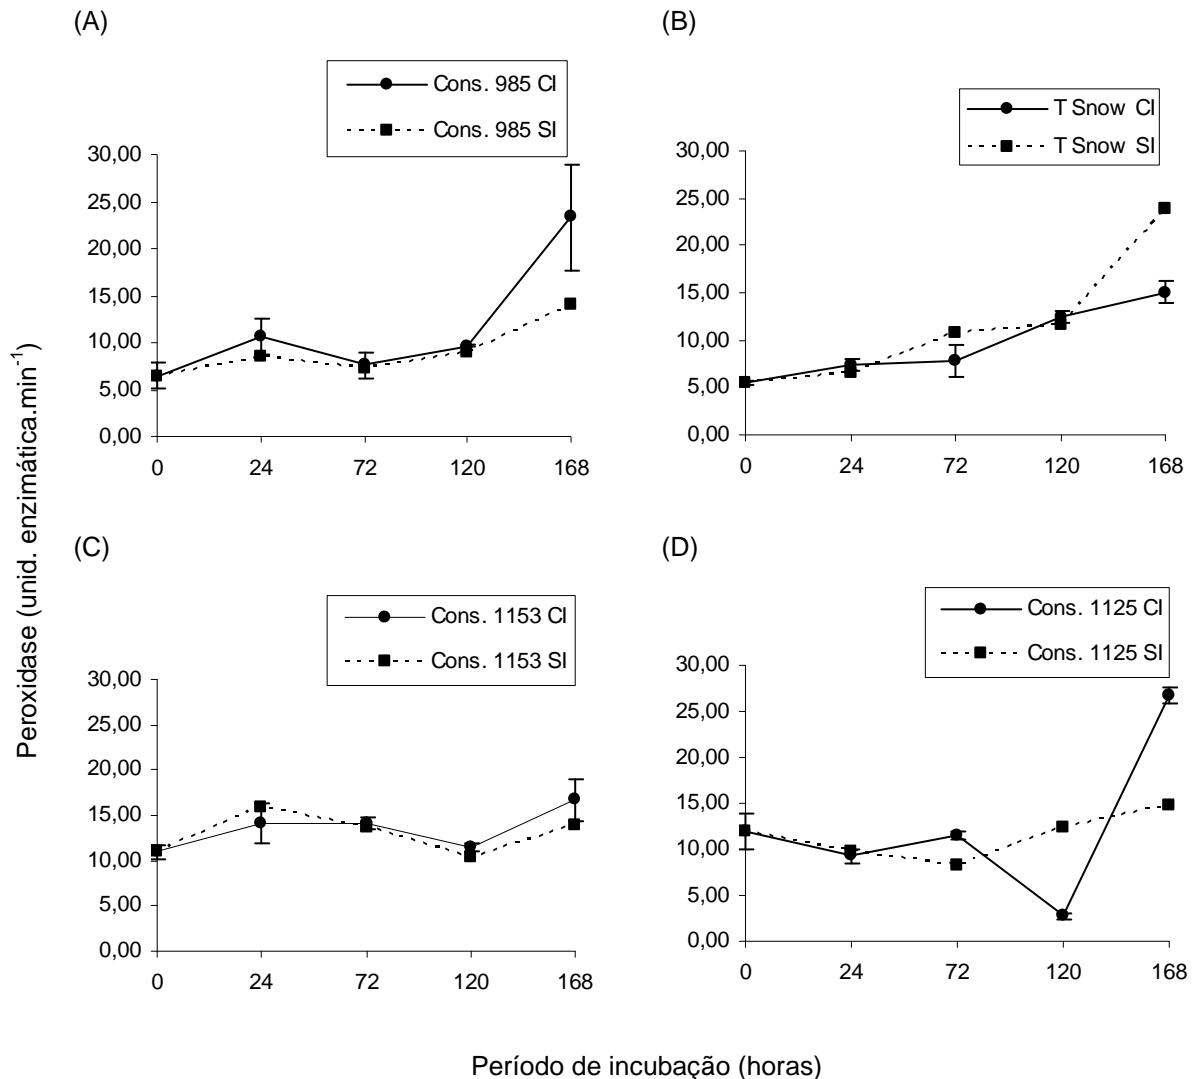 (A)
Cons. 985 CI
Cons. 985 SI
30,00
25,00
20,00
15,00
10,00
5,00
0,00
0 24 72 120 168
(B)
T Snow CI
T Snow SI
30,00
25,00
20,00
15,00
10,00
5,00
0,00
0 24 72 120 168
Peroxidase (unid. enzimática.min-1)
(C)
Cons. 1153 CI
Cons. 1153 SI
30,00
25,00
20,00
15,00
10,00
5,00
0,00
0 24 72 120 168
(D)
Cons. 1125 CI
Cons. 1125 SI
30,00
25,00
20,00
15,00
10,00
5,00
0,00
0 24 72 120 168
Período de incubação (horas)